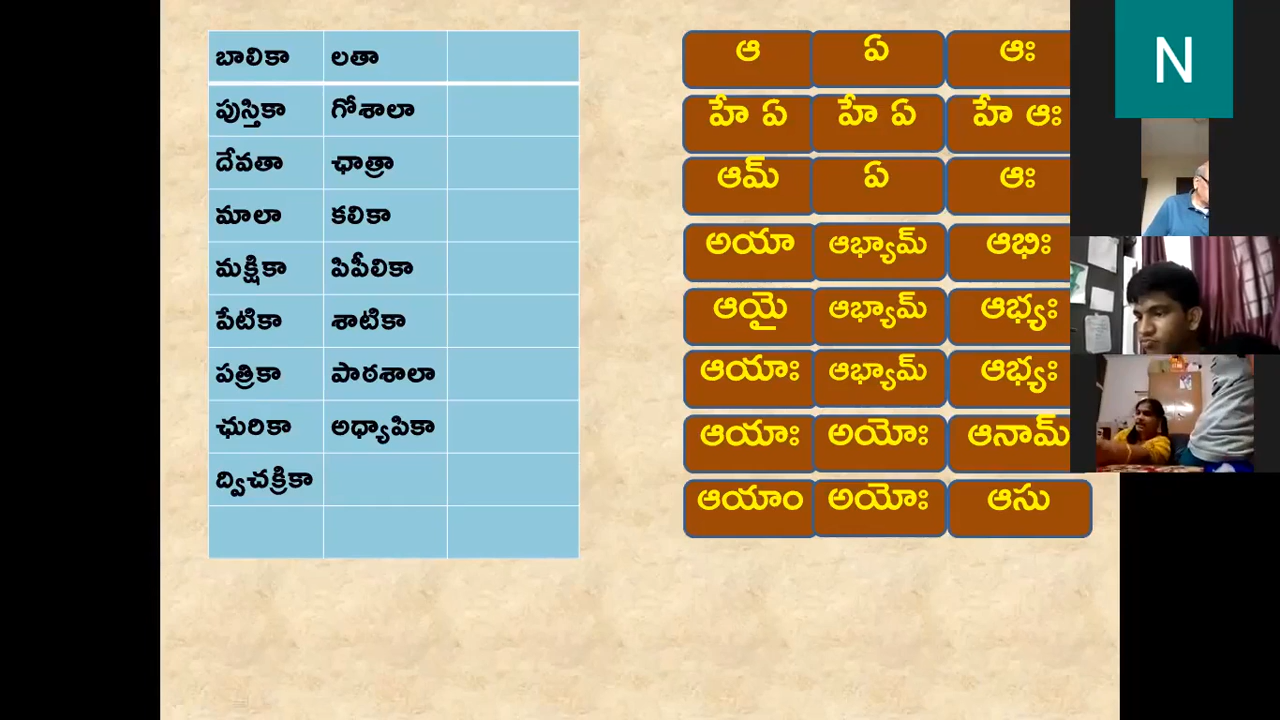 బాలికా లతా
పుస్తికా గోశాలా
దేవతా ఛాత్రా
మాలా కలికా
మక్షికా పిపీలికా
పేటికా శాటికా
పత్రికా పాఠశాలా
ఛురికా అధ్యాపికా
ద్విచక్రికా
ఆ ఏ ఆః
హే ఏ హే ఏ హే ఆః
ఆమ్ ఏ ఆః
అయా ఆభ్యామ్ ఆభిః
ఆయై ఆభ్యామ్ ఆభ్యః
ఆయాః ఆభ్యామ్ ఆభ్యః
ఆయాః అయోః ఆనామ్
ఆయాం అయోః ఆసు
N